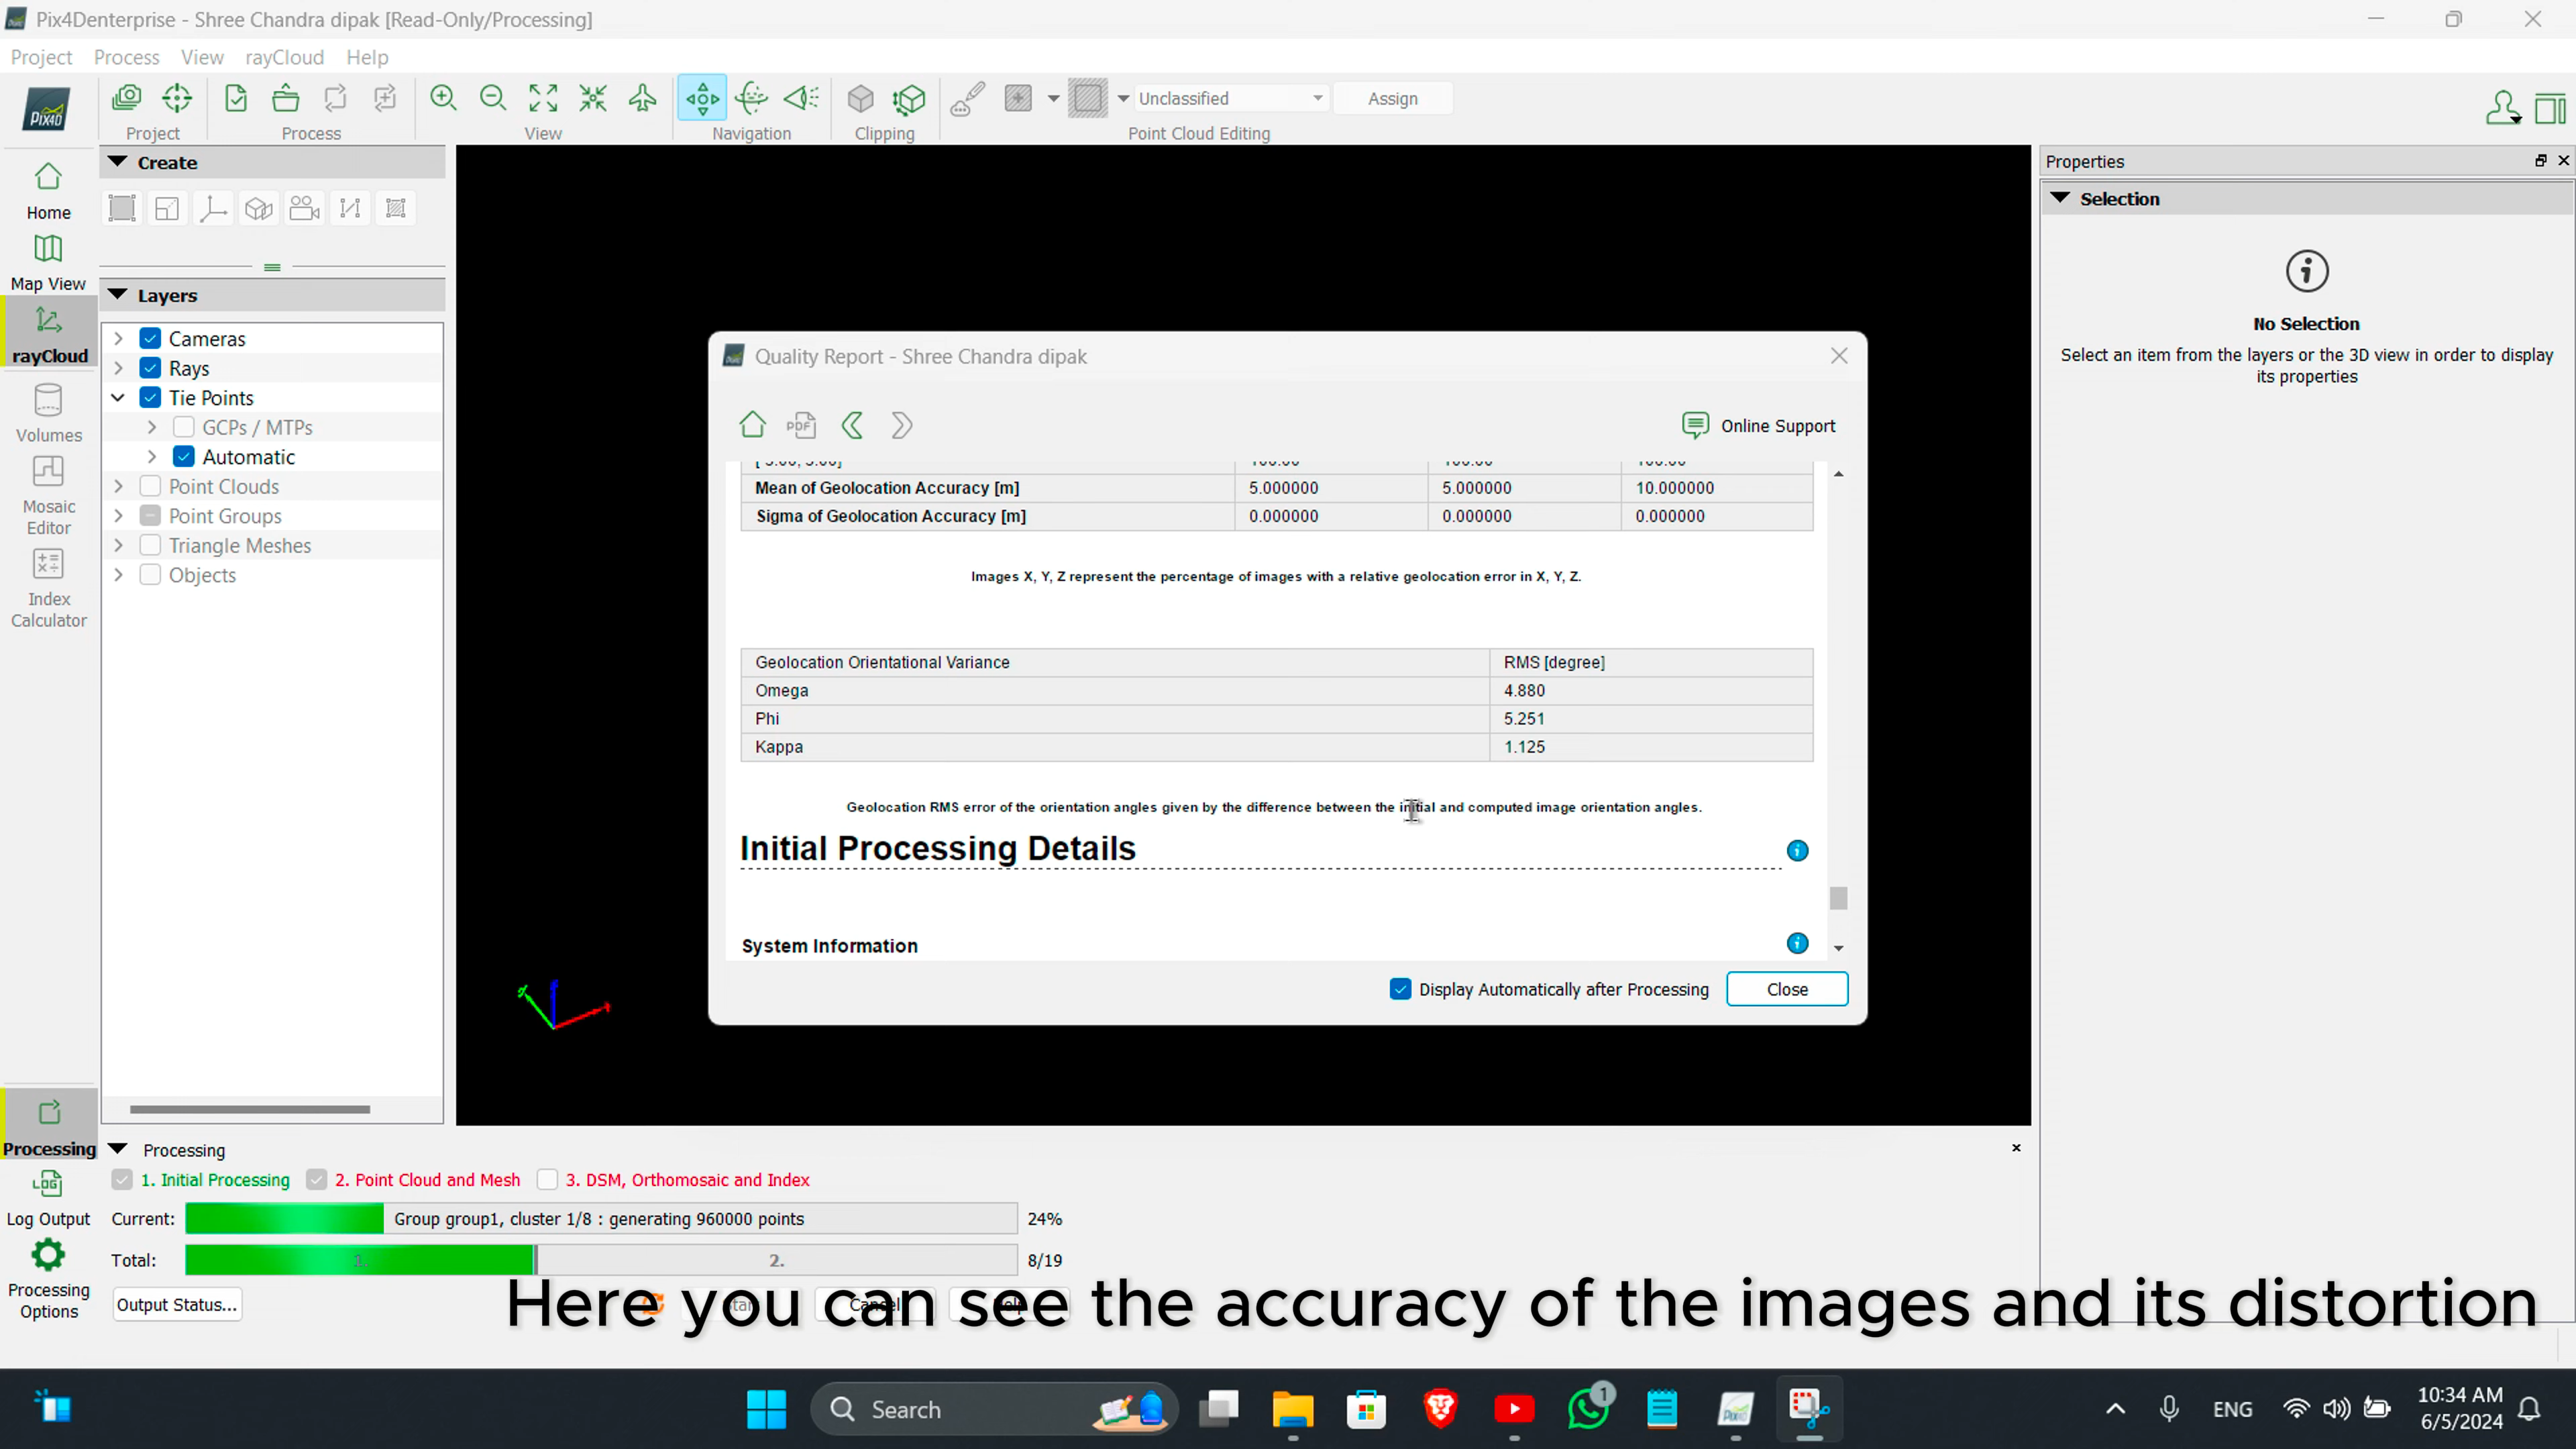 Pix4Denterprise - Shree Chandra dipak [Read-Only/Processing]
Project Process View rayCloud Help
PIX4D
Unclassified Assign
Project Process View Navigation Clipping Point Cloud Editing
Create
Properties
Home
Map View
rayCloud
Volumes
Mosaic
Editor
Index
Calculator
Layers
Cameras
Rays
Tie Points
GCPs / MTPs
Automatic
Point Clouds
Point Groups
Triangle Meshes
Objects
Selection
No Selection
Select an item from the layers or the 3D view in order to display
its properties
Quality Report - Shree Chandra dipak
PDF
Online Support
Mean of Geolocation Accuracy [m] 5.000000 5.000000 10.000000
Sigma of Geolocation Accuracy [m] 0.000000 0.000000 0.000000
Images X, Y, Z represent the percentage of images with a relative geolocation error in X, Y, Z.
Geolocation Orientational Variance RMS [degree]
Omega 4.880
Phi 5.251
Kappa 1.125
Geolocation RMS error of the orientation angles given by the difference between the initial and computed image orientation angles.
Initial Processing Details
System Information
Display Automatically after Processing Close
Processing
LOG
Log Output
Processing
Options
Processing
1. Initial Processing 2. Point Cloud and Mesh 3. DSM, Orthomosaic and Index
Current: Group group1, cluster 1/8 : generating 960000 points 24%
Total: 1. 2. 8/19
Output Status... Cancel
Here you can see the accuracy of the images and its distortion
Search
1
ENG
10:34 AM
6/5/2024